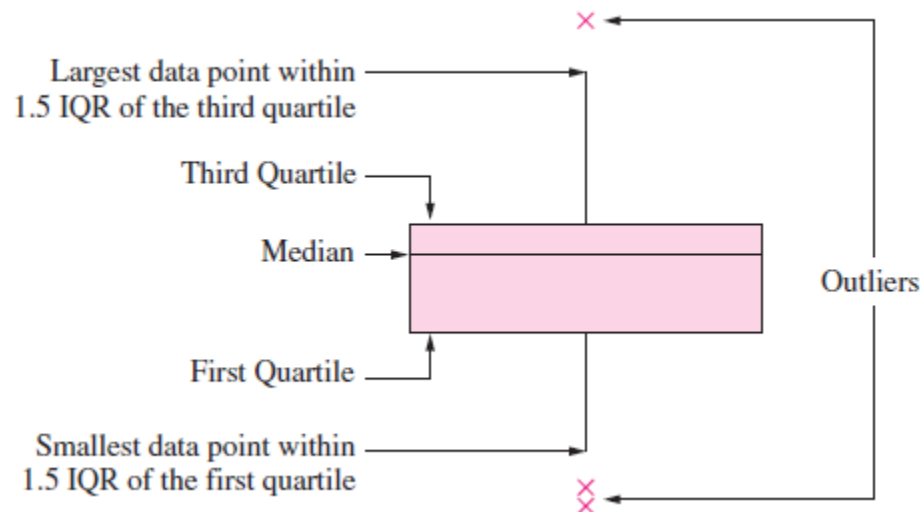 Largest data point within
1.5 IQR of the third quartile
Third Quartile
Median
Outliers
First Quartile
Smallest data point within
1.5 IQR of the first quartile